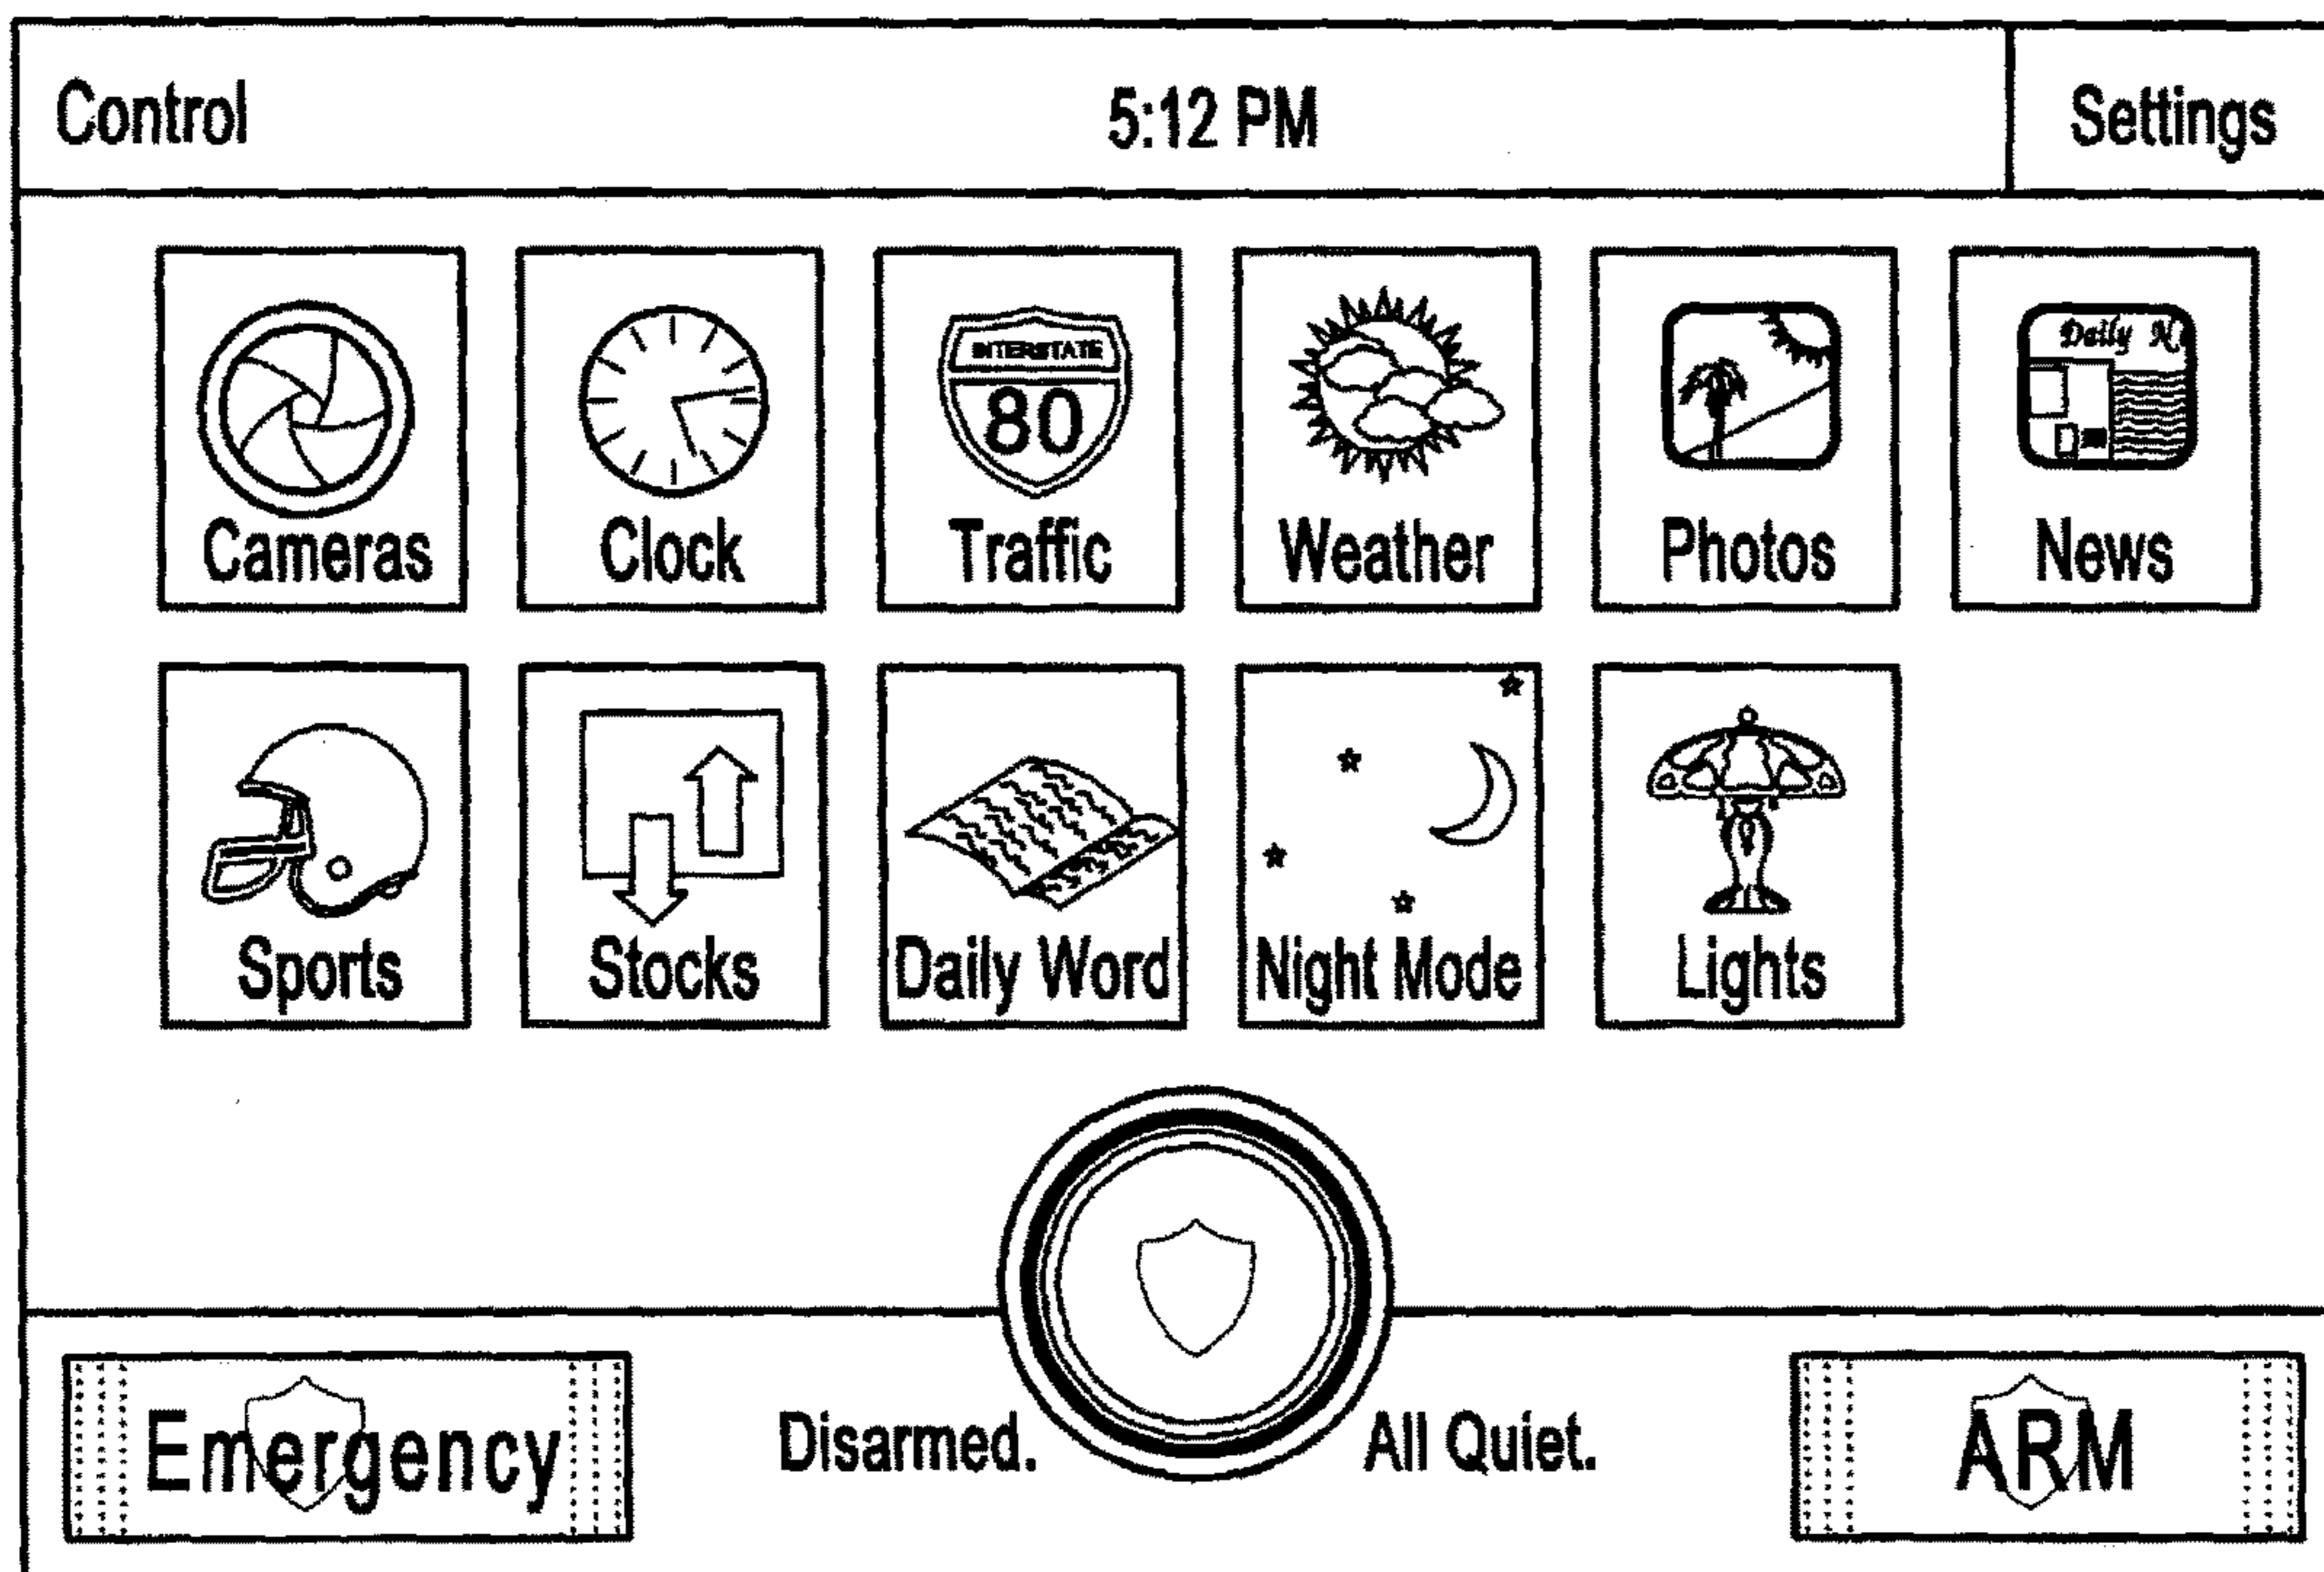 Control 5:12 PM Settings
INTERSTATE
80
Daily
Cameras Clock Traffic Weather Photos News
Sports Stocks Daily Word Night Mode Lights
Emergency Disarmed. All Quiet. ARM